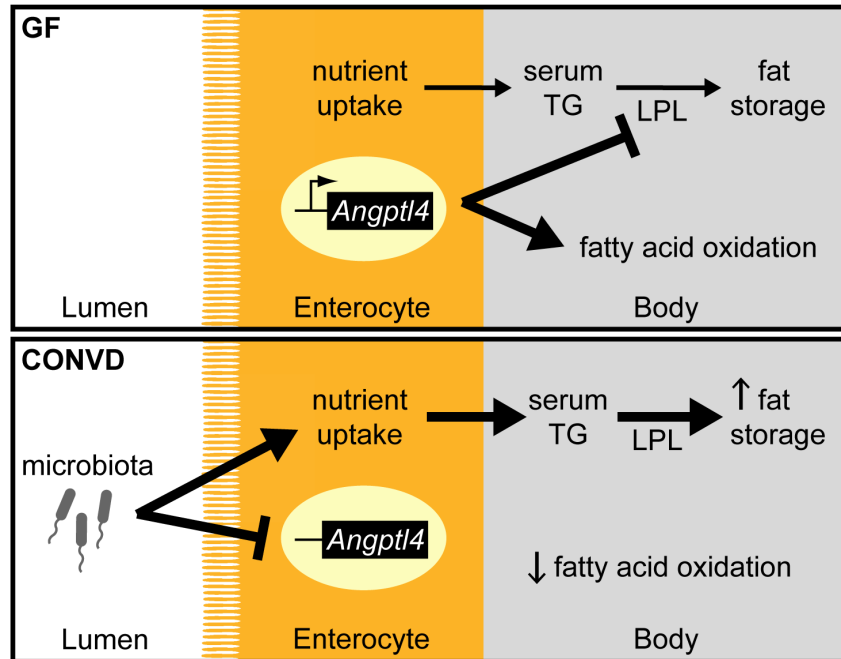 GF
nutrient
uptake
serum
TG
LPL
fat
storage
Angptl4
fatty acid oxidation
Lumen
Enterocyte
Body
CONVD
nutrient
uptake
serum
TG
LPL
↑ fat
storage
microbiota
Angptl4
↓ fatty acid oxidation
Lumen
Enterocyte
Body